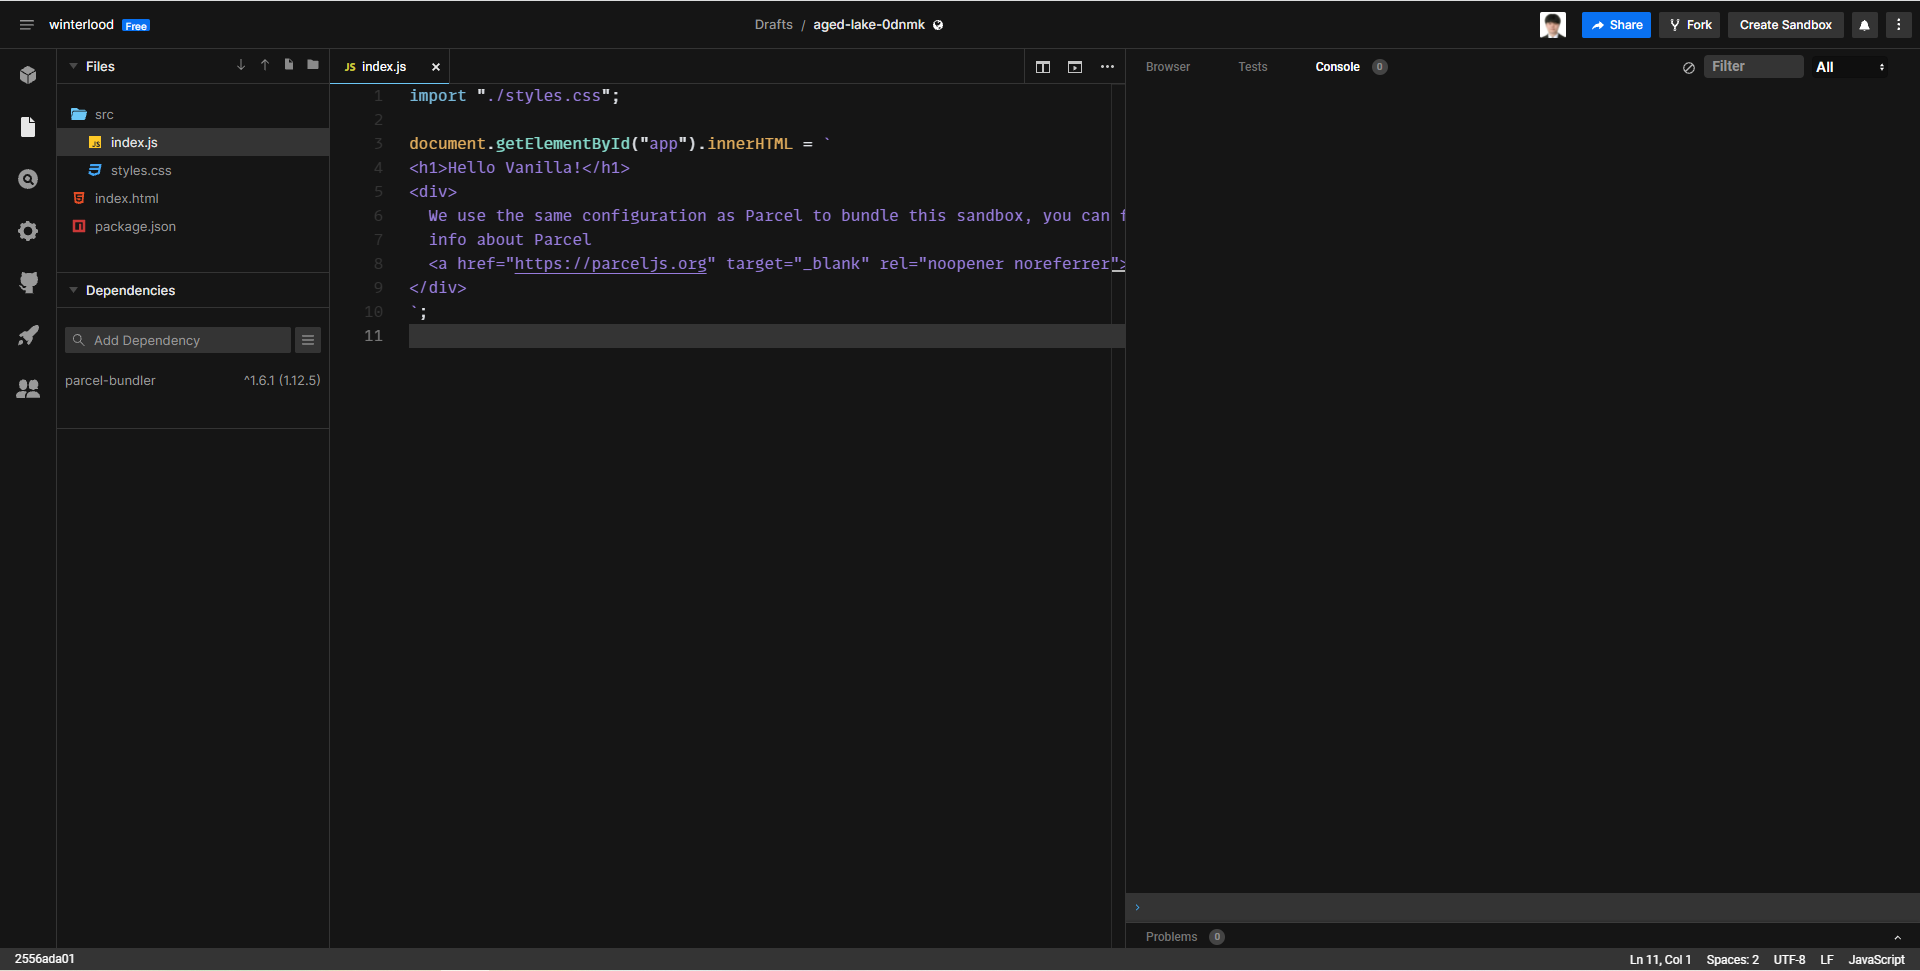 winterlood Free
Drafts / aged-lake-0dnmk
Share
Fork
Create Sandbox
Files
src
index.js
styles.css
index.html
package.json
Dependencies
Add Dependency
parcel-bundler ^1.6.1 (1.12.5)
JS index.js
1 import "./styles.css";
2
3 document.getElementById("app").innerHTML = `
4 <h1>Hello Vanilla!</h1>
5 <div>
6 We use the same configuration as Parcel to bundle this sandbox, you can f
7 info about Parcel
8 <a href="https://parceljs.org" target="_blank" rel="noopener noreferrer">
9 </div>
10 `;
11
Browser Tests Console 0
Filter All
Problems 0
2556ada01
Ln 11, Col 1 Spaces: 2 UTF-8 LF JavaScript